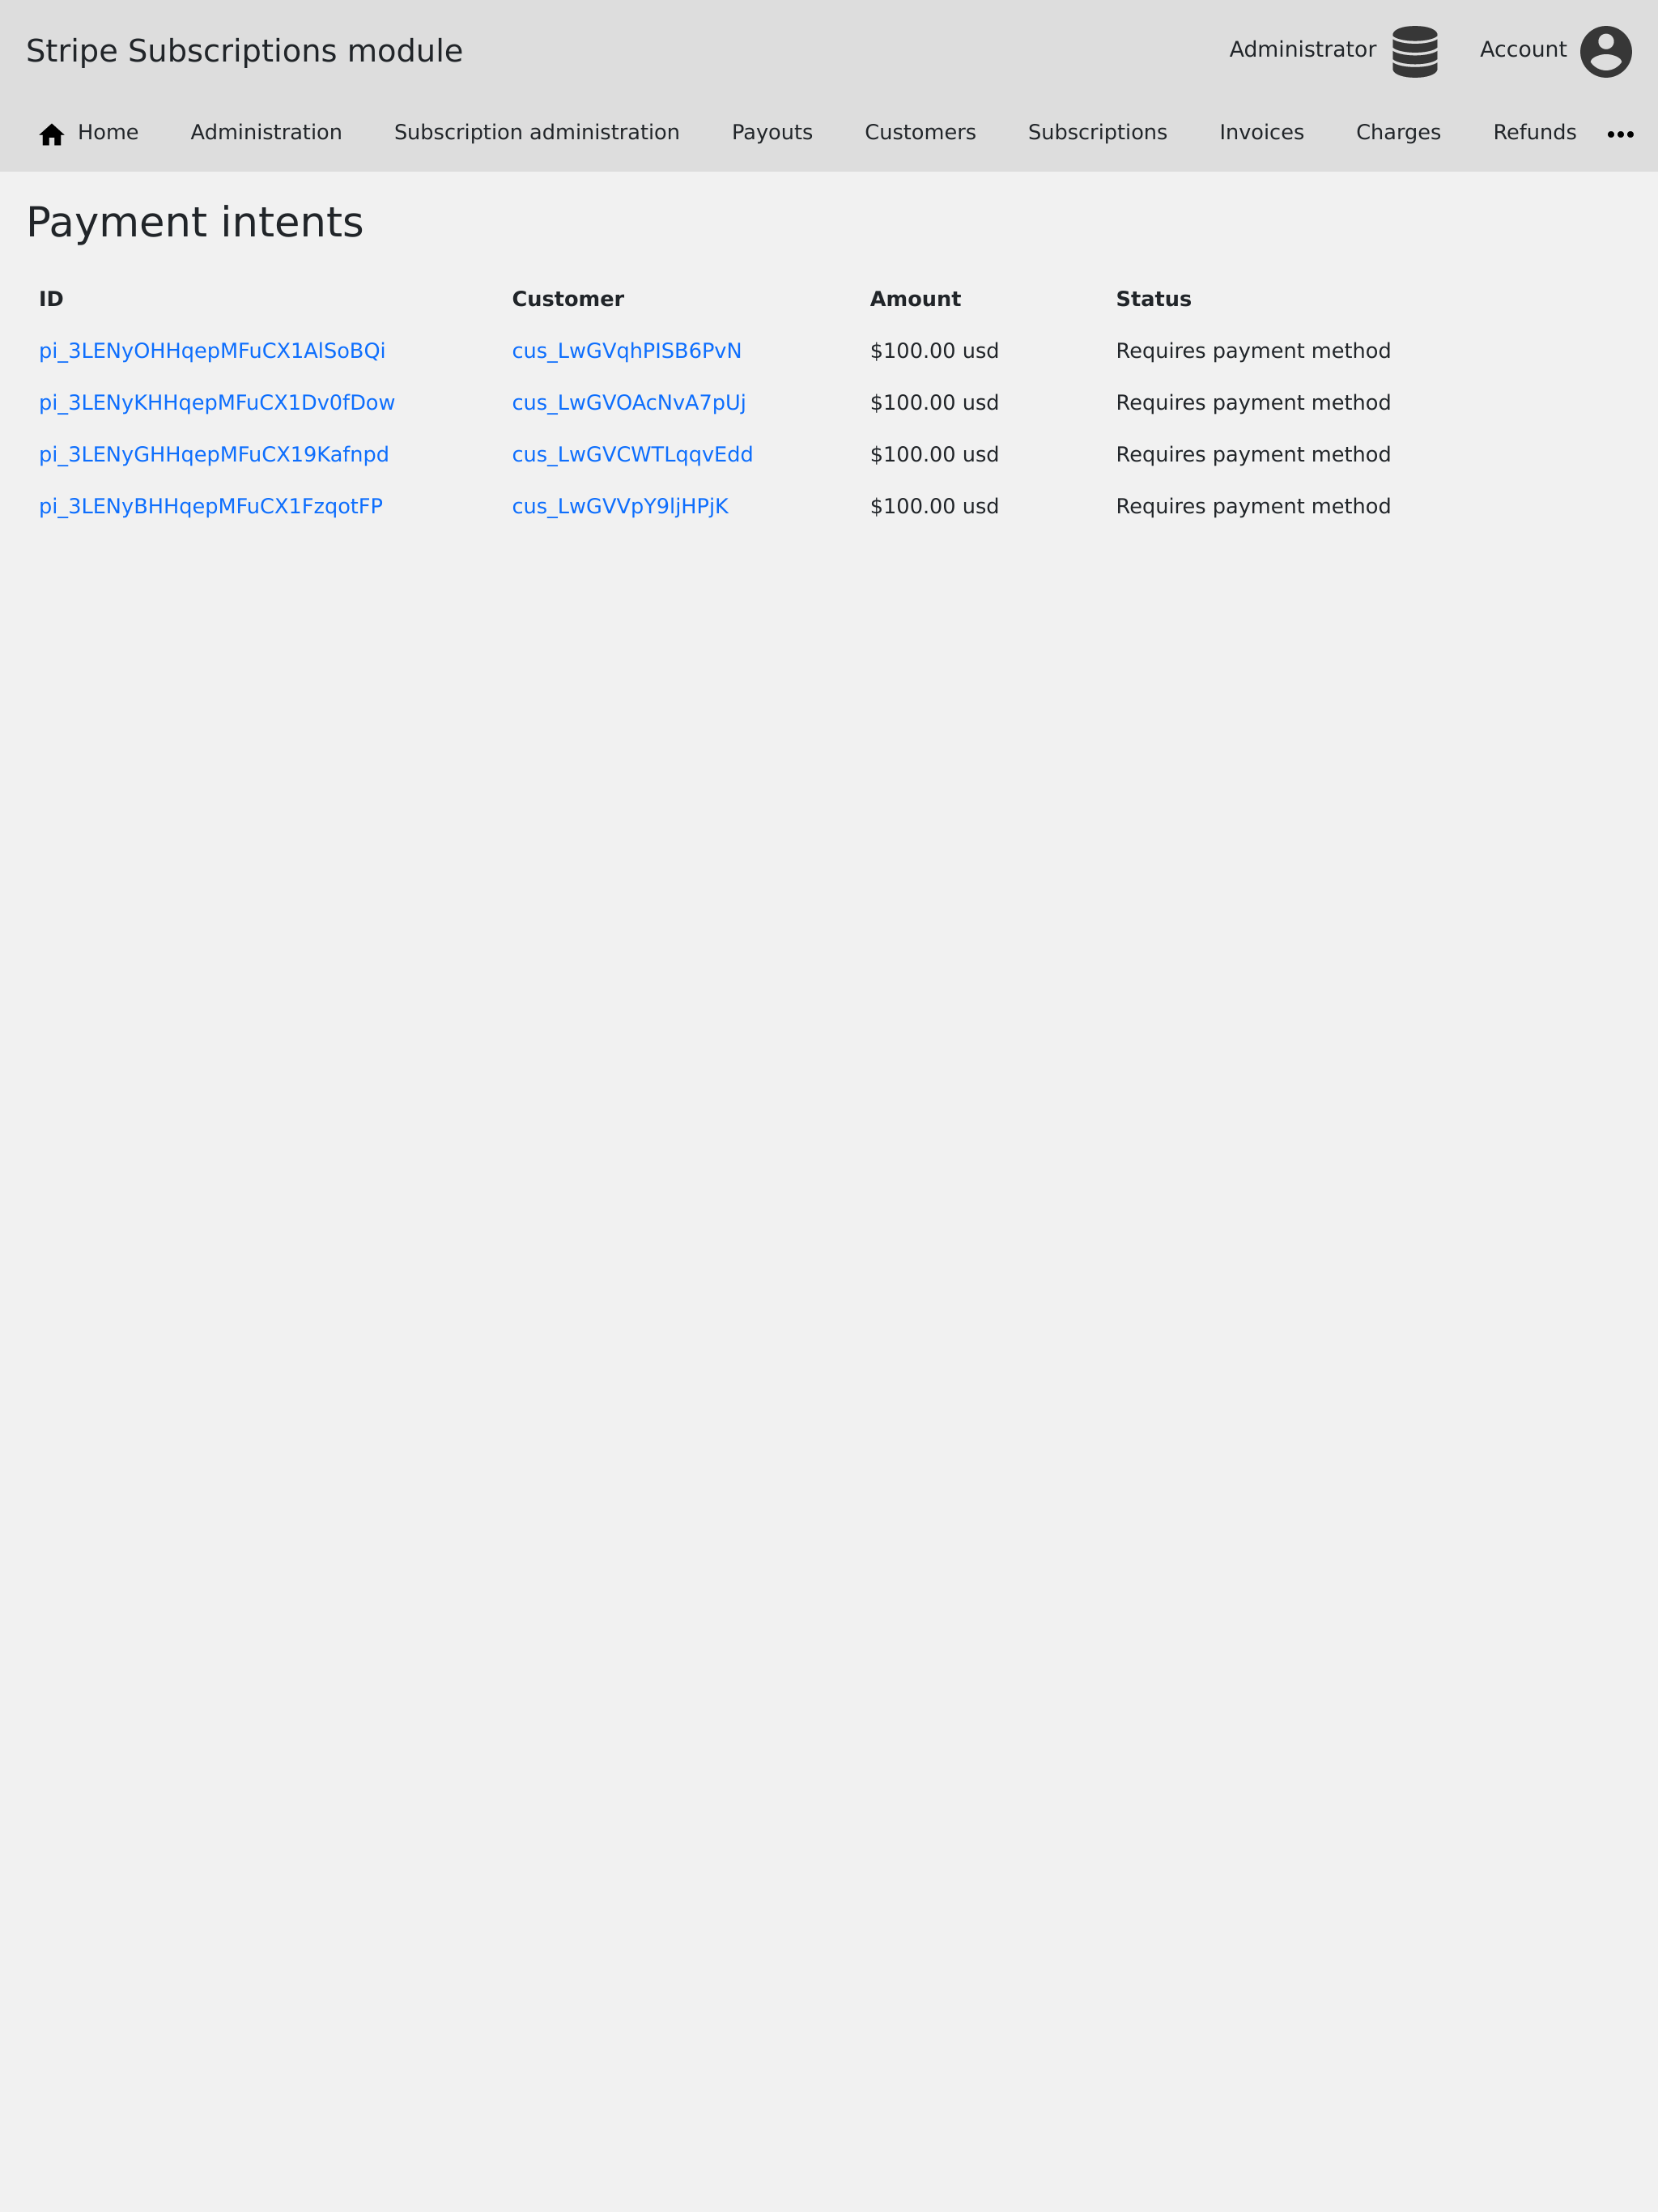 Stripe Subscriptions module
Administrator
Account
Home Administration Subscription administration Payouts Customers Subscriptions Invoices Charges Refunds
Payment intents
ID Customer Amount Status
pi_3LENyOHHqepMFuCX1AlSoBQi cus_LwGVqhPISB6PvN $100.00 usd Requires payment method
pi_3LENyKHHqepMFuCX1Dv0fDow cus_LwGVOAcNvA7pUj $100.00 usd Requires payment method
pi_3LENyGHHqepMFuCX19Kafnpd cus_LwGVCWTLqqvEdd $100.00 usd Requires payment method
pi_3LENyBHHqepMFuCX1FzqotFP cus_LwGVVpY9ljHPjK $100.00 usd Requires payment method